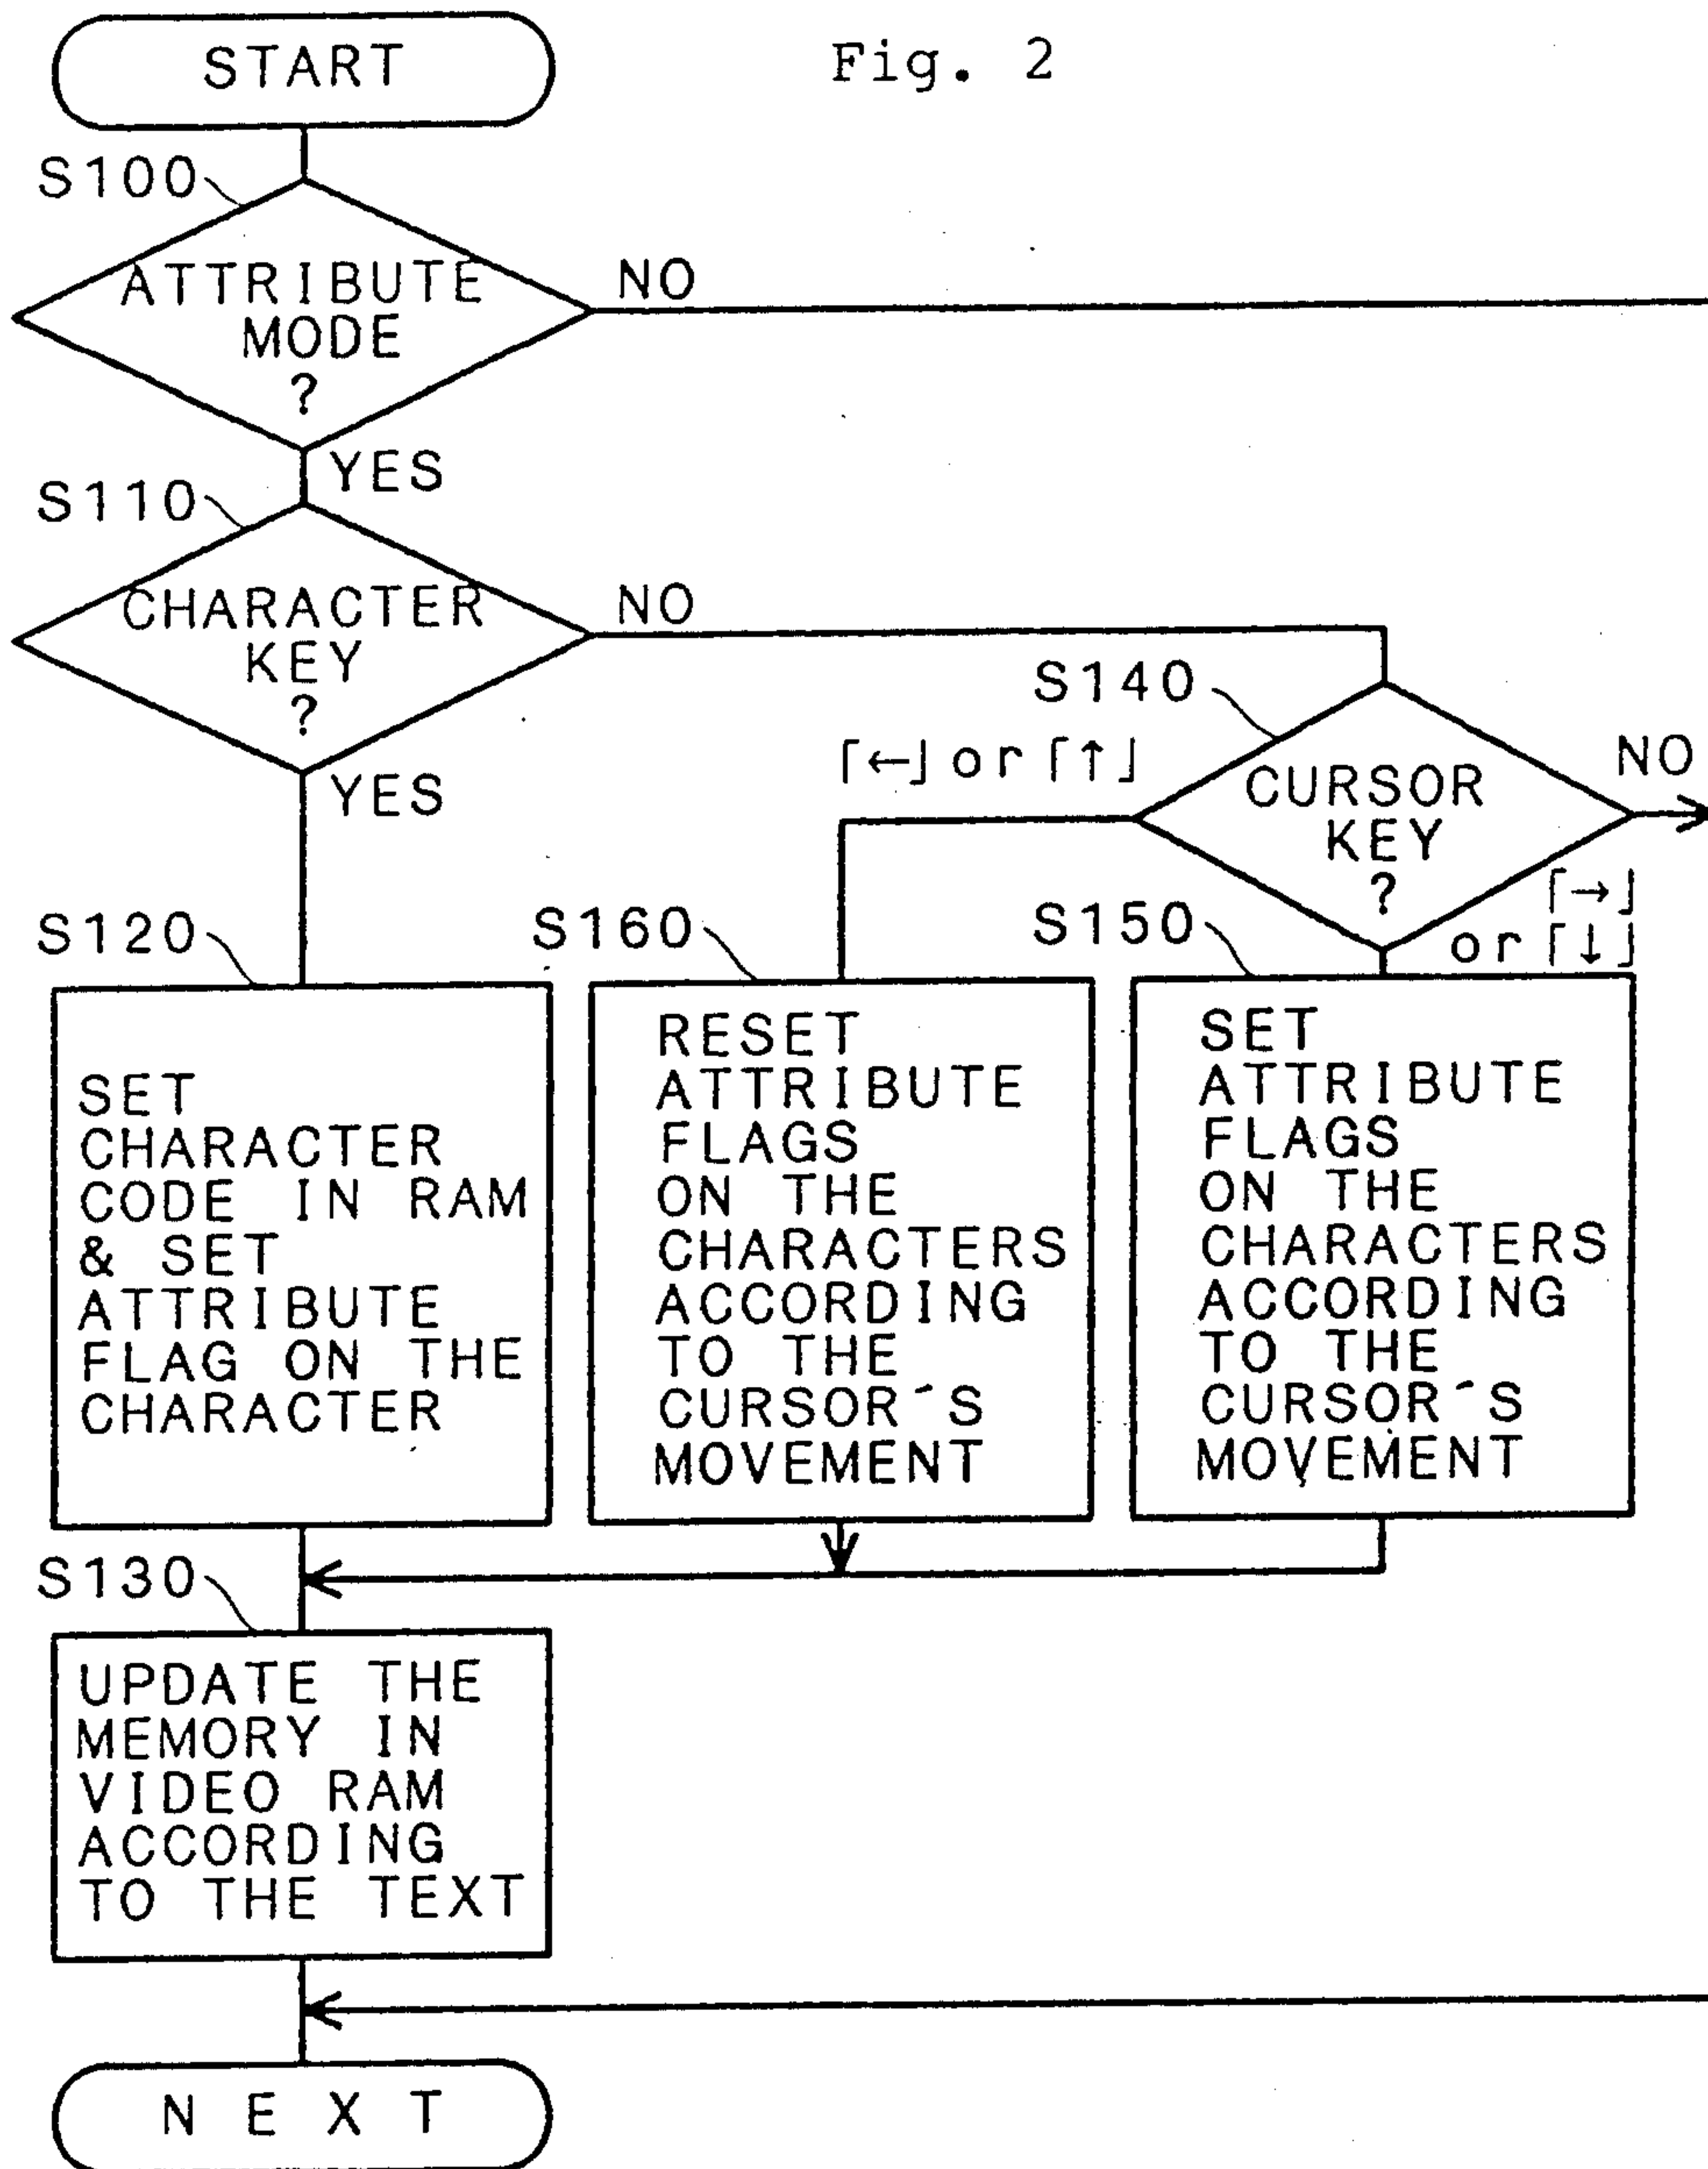 START
Fig. 2
S100
ATTRIBUTE
MODE
?
NO
YES
S110
CHARACTER
KEY
?
NO
YES
S140
CURSOR
KEY
?
NO
「←」or「↑」
「→」
or「↓」
S120
SET
CHARACTER
CODE IN RAM
& SET
ATTRIBUTE
FLAG ON THE
CHARACTER
S160
RESET
ATTRIBUTE
FLAGS
ON THE
CHARACTERS
ACCORDING
TO THE
CURSOR´S
MOVEMENT
S150
SET
ATTRIBUTE
FLAGS
ON THE
CHARACTERS
ACCORDING
TO THE
CURSOR´S
MOVEMENT
S130
UPDATE THE
MEMORY IN
VIDEO RAM
ACCORDING
TO THE TEXT
NEXT